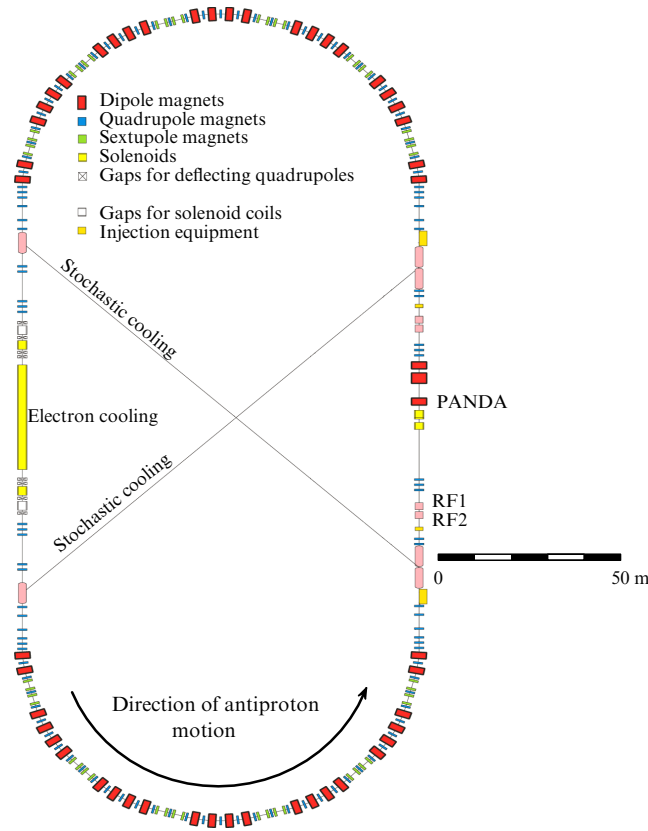 Dipole magnets
Quadrupole magnets
Sextupole magnets
Solenoids
Gaps for deflecting quadrupoles
Gaps for solenoid coils
Injection equipment
Stochastic cooling
Electron cooling
PANDA
Stochastic cooling
RF1
RF2
0
50 m
Direction of antiproton
motion